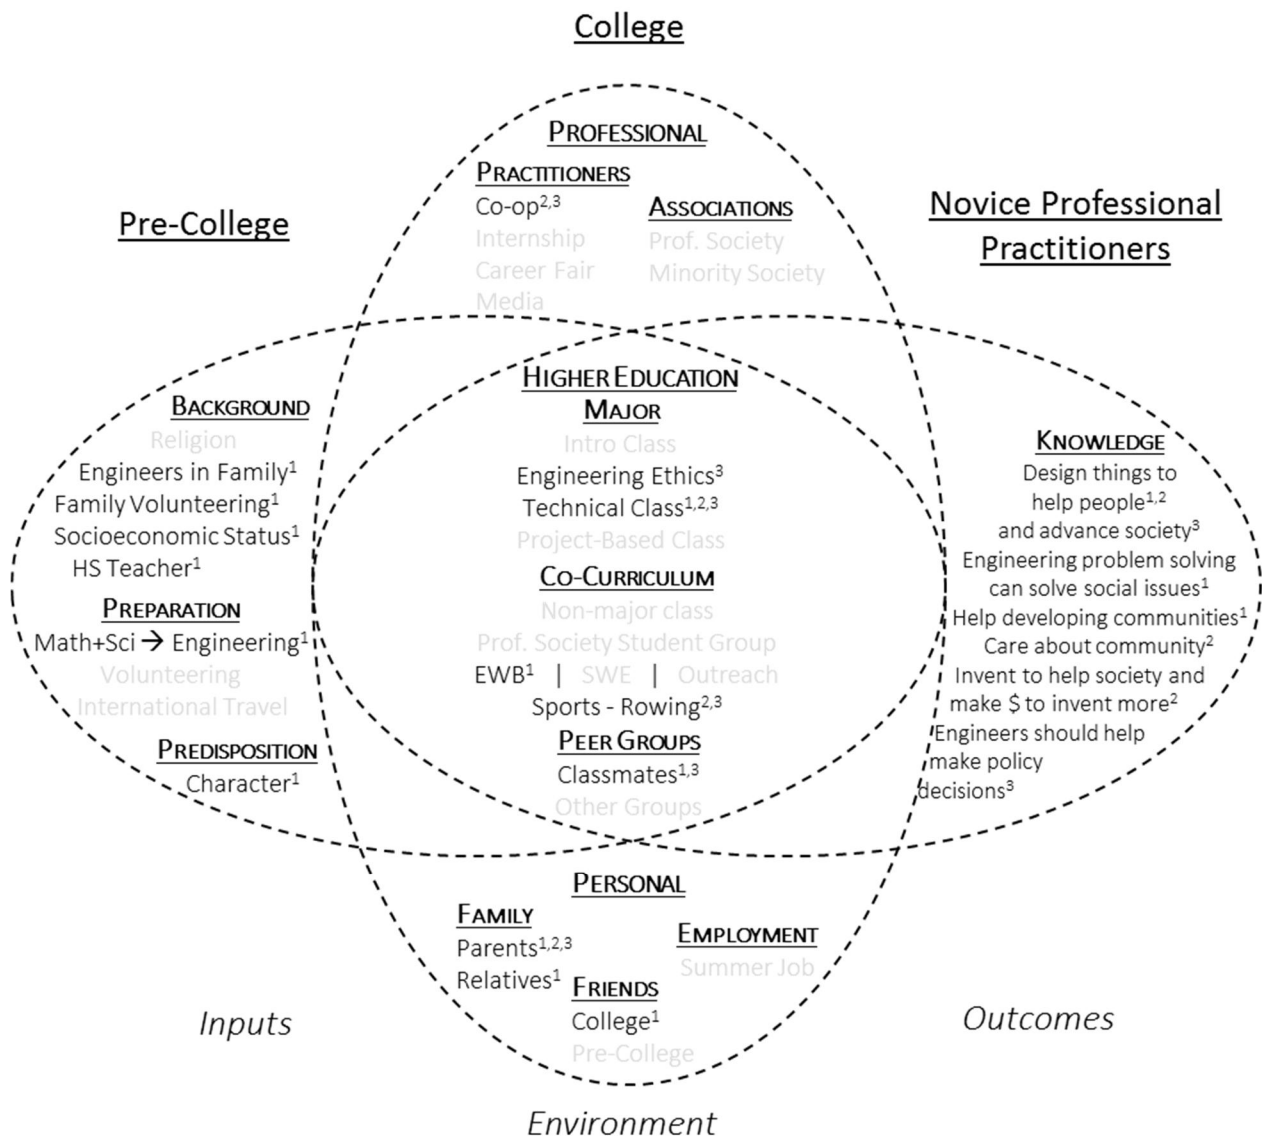 College
PROFESSIONAL
PRACTITIONERS
Co-op2,3
Internship
Career Fair
Media
ASSOCIATIONS
Prof. Society
Minority Society
Pre-College
Novice Professional
Practitioners
BACKGROUND
Religion
Engineers in Family1
Family Volunteering1
Socioeconomic Status1
HS Teacher1
PREPARATION
Math+Sci → Engineering1
Volunteering
International Travel
PREDISPOSITION
Character1
HIGHER EDUCATION
MAJOR
Intro Class
Engineering Ethics3
Technical Class1,2,3
Project-Based Class
CO-CURRICULUM
Non-major class
Prof. Society Student Group
EWB1 | SWE | Outreach
Sports - Rowing2,3
PEER GROUPS
Classmates1,3
Other Groups
KNOWLEDGE
Design things to
help people1,2
and advance society3
Engineering problem solving
can solve social issues1
Help developing communities1
Care about community2
Invent to help society and
make $ to invent more2
Engineers should help
make policy
decisions3
PERSONAL
FAMILY
Parents1,2,3
Relatives1
EMPLOYMENT
Summer Job
FRIENDS
College1
Pre-College
Inputs
Outcomes
Environment